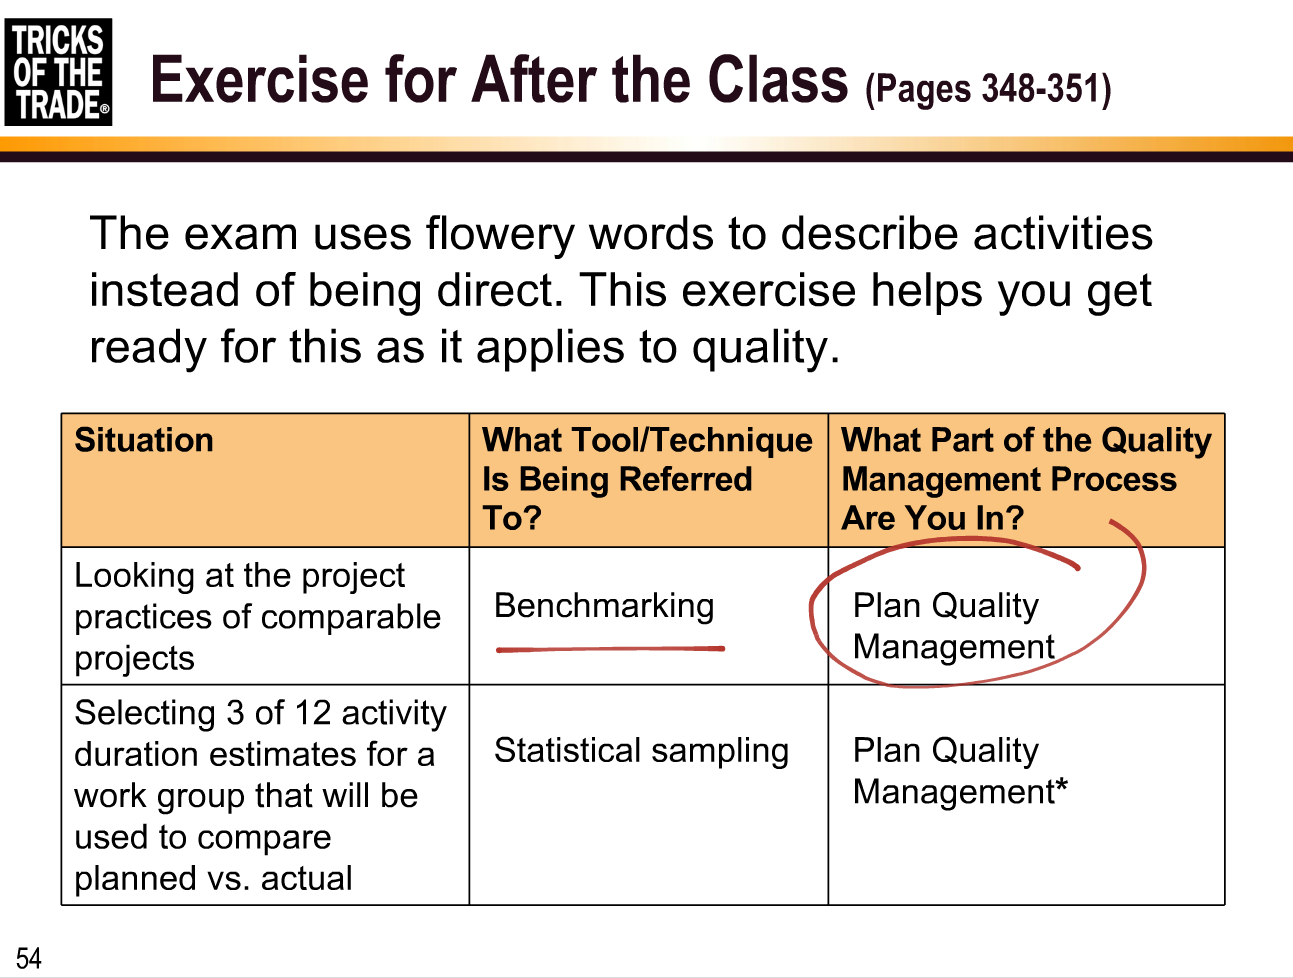 TRICKS
OF THE
TRADE®
Exercise for After the Class (Pages 348-351)
The exam uses flowery words to describe activities
instead of being direct. This exercise helps you get
ready for this as it applies to quality.
Situation
What Tool/Technique
Is Being Referred
To?
What Part of the Quality
Management Process
Are You In?
Looking at the project
practices of comparable
projects
Benchmarking
Plan Quality
Management
Selecting 3 of 12 activity
duration estimates for a
work group that will be
used to compare
planned vs. actual
Statistical sampling
Plan Quality
Management*
54